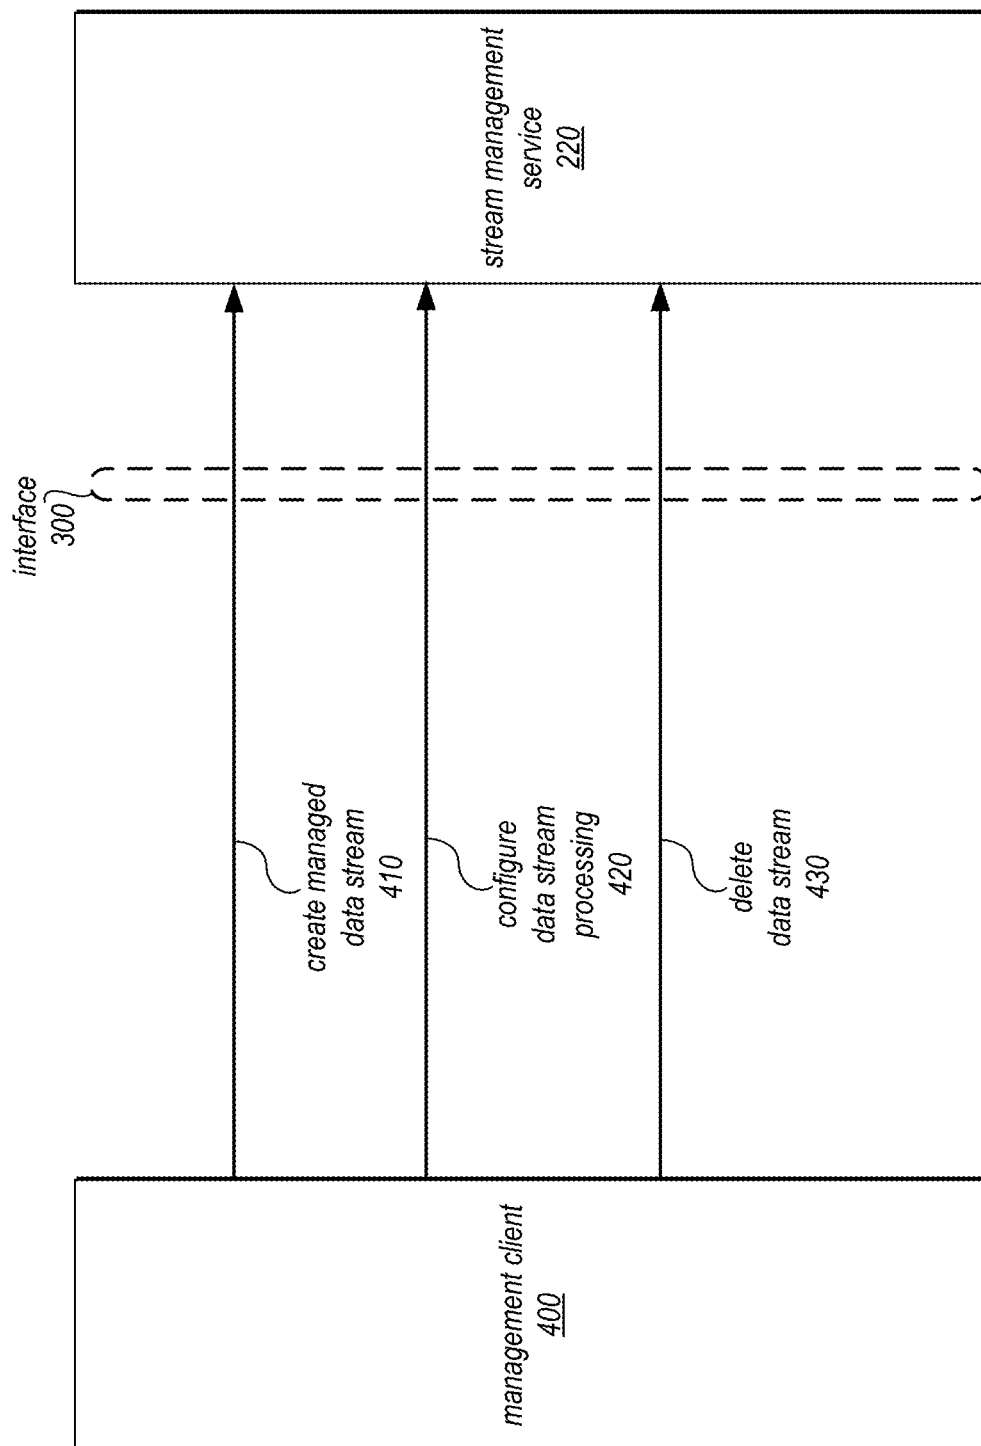 interface
300
management client
400
create managed
data stream
410
configure
data stream
processing
420
delete
data stream
430
stream management
service
220